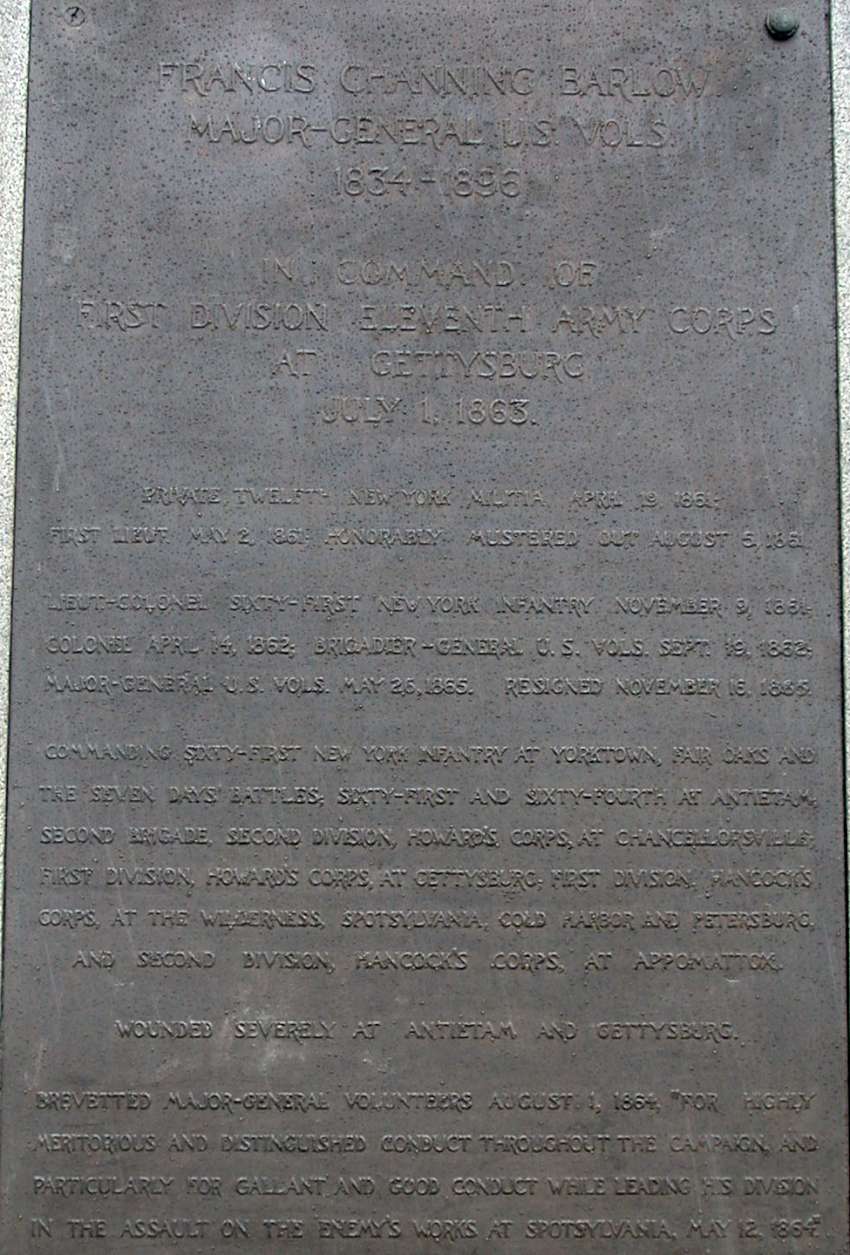 FRANCIS CHANNING BARLOW
MAJOR-GENERAL U.S. VOLS.
1834-1896
IN COMMAND OF
FIRST DIVISION ELEVENTH ARMY CORPS
AT GETTYSBURG
JULY 1, 1863.
PRIVATE, TWELFTH NEW YORK MILITIA, APRIL 19, 1861;
FIRST LIEUT. MAY 2, 1861; HONORABLY MUSTERED OUT AUGUST 5, 1861.
LIEUT-COLONEL SIXTY-FIRST NEW YORK INFANTRY NOVEMBER 9, 1861;
COLONEL APRIL 14, 1862; BRIGADIER-GENERAL U.S. VOLS. SEPT. 19, 1862;
MAJOR-GENERAL U.S. VOLS. MAY 25, 1865. RESIGNED NOVEMBER 16, 1865.
COMMANDING SIXTY-FIRST NEW YORK INFANTRY AT YORKTOWN, FAIR OAKS AND
THE SEVEN DAYS' BATTLES; SIXTY-FIRST AND SIXTY-FOURTH AT ANTIETAM;
SECOND BRIGADE, SECOND DIVISION, HOWARD'S CORPS, AT CHANCELLORSVILLE;
FIRST DIVISION, HOWARD'S CORPS, AT GETTYSBURG; FIRST DIVISION, HANCOCK'S
CORPS, AT THE WILDERNESS, SPOTSYLVANIA, COLD HARBOR AND PETERSBURG,
AND SECOND DIVISION, HANCOCK'S CORPS, AT APPOMATTOX.
WOUNDED SEVERELY AT ANTIETAM AND GETTYSBURG.
BREVETTED MAJOR-GENERAL VOLUNTEERS AUGUST 1, 1864, "FOR HIGHLY
MERITORIOUS AND DISTINGUISHED CONDUCT THROUGHOUT THE CAMPAIGN, AND
PARTICULARLY FOR GALLANT AND GOOD CONDUCT WHILE LEADING HIS DIVISION
IN THE ASSAULT ON THE ENEMY'S WORKS AT SPOTSYLVANIA, MAY 12, 1864."